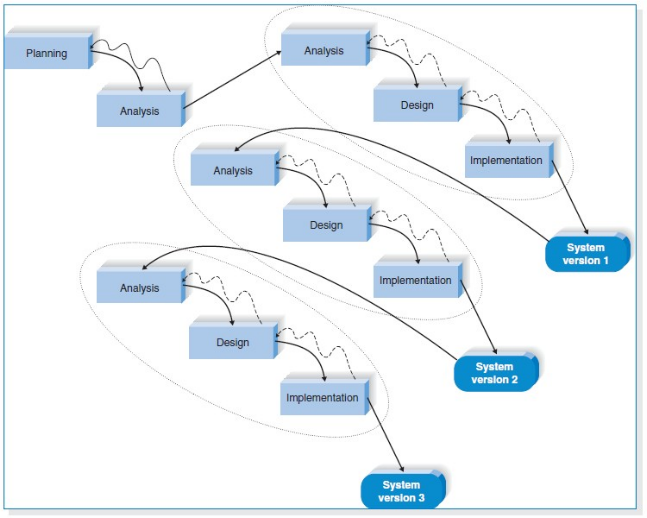 Planning
Analysis
Analysis
Design
Implementation
Analysis
Design
Implementation
System
version 1
Analysis
Design
Implementation
System
version 2
System
version 3